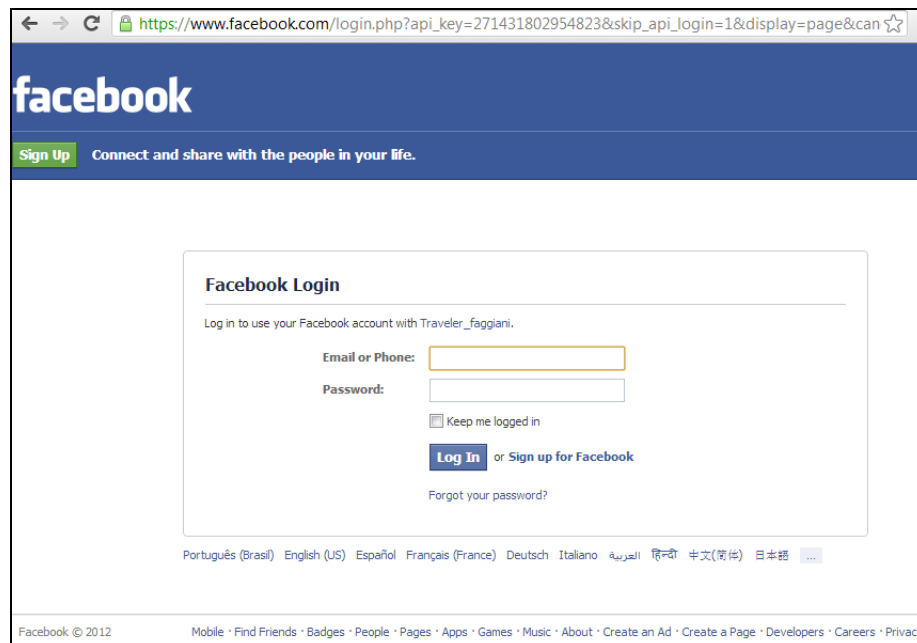 https://www.facebook.com/login.php?api_key=271431802954823&skip_api_login=1&display=page&can
facebook
Sign Up Connect and share with the people in your life.
Facebook Login
Log in to use your Facebook account with Traveler_faggiani.
Email or Phone:
Password:
Keep me logged in
Log In or Sign up for Facebook
Forgot your password?
Português (Brasil) English (US) Español Français (France) Deutsch Italiano العربية हिन्दी 中文(简体) 日本語 ...
Facebook © 2012 Mobile · Find Friends · Badges · People · Pages · Apps · Games · Music · About · Create an Ad · Create a Page · Developers · Careers · Privac